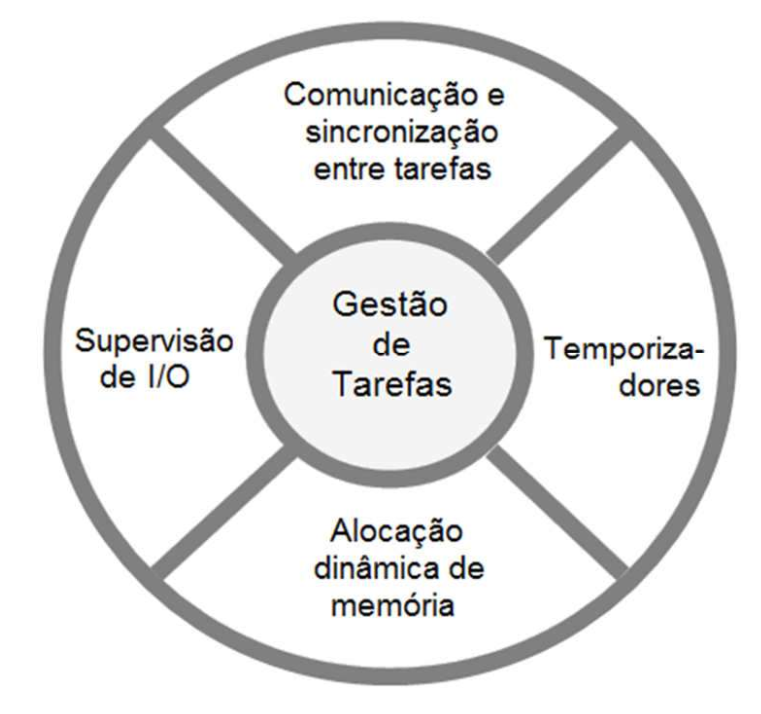 Comunicação e
sincronização
entre tarefas
Gestão
de
Tarefas
Supervisão
de I/O
Temporiza-
dores
Alocação
dinâmica de
memória